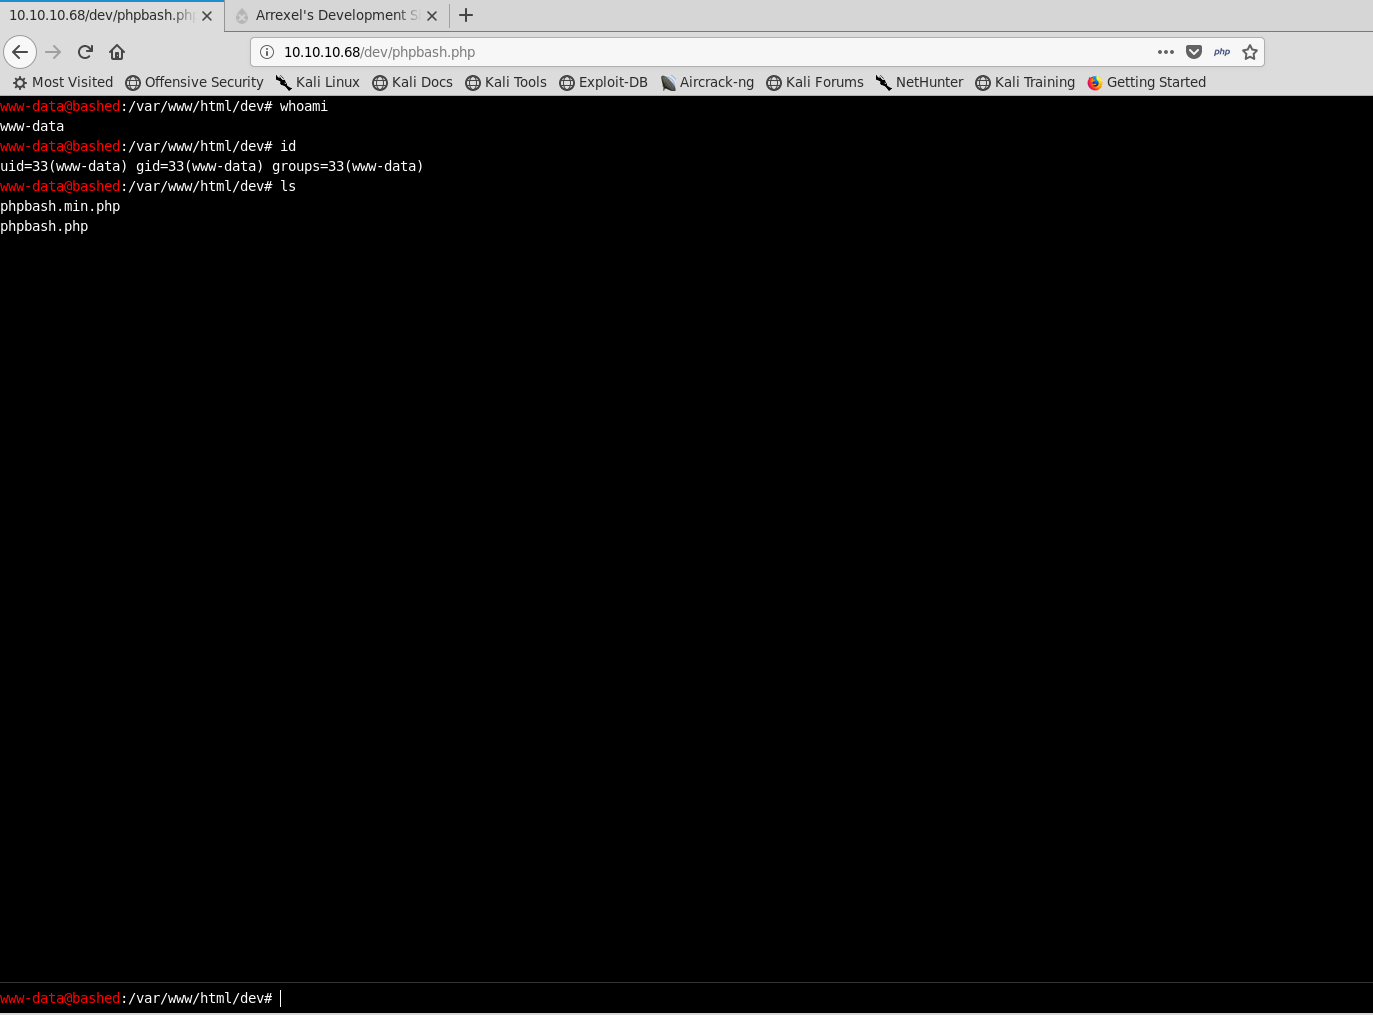 10.10.10.68/dev/phpbash.ph
Arrexel's Development S
10.10.10.68/dev/phpbash.php
php
Most Visited Offensive Security Kali Linux Kali Docs Kali Tools Exploit-DB Aircrack-ng Kali Forums NetHunter Kali Training Getting Started
www-data@bashed:/var/www/html/dev# whoami
www-data
www-data@bashed:/var/www/html/dev# id
uid=33(www-data) gid=33(www-data) groups=33(www-data)
www-data@bashed:/var/www/html/dev# ls
phpbash.min.php
phpbash.php
www-data@bashed:/var/www/html/dev#